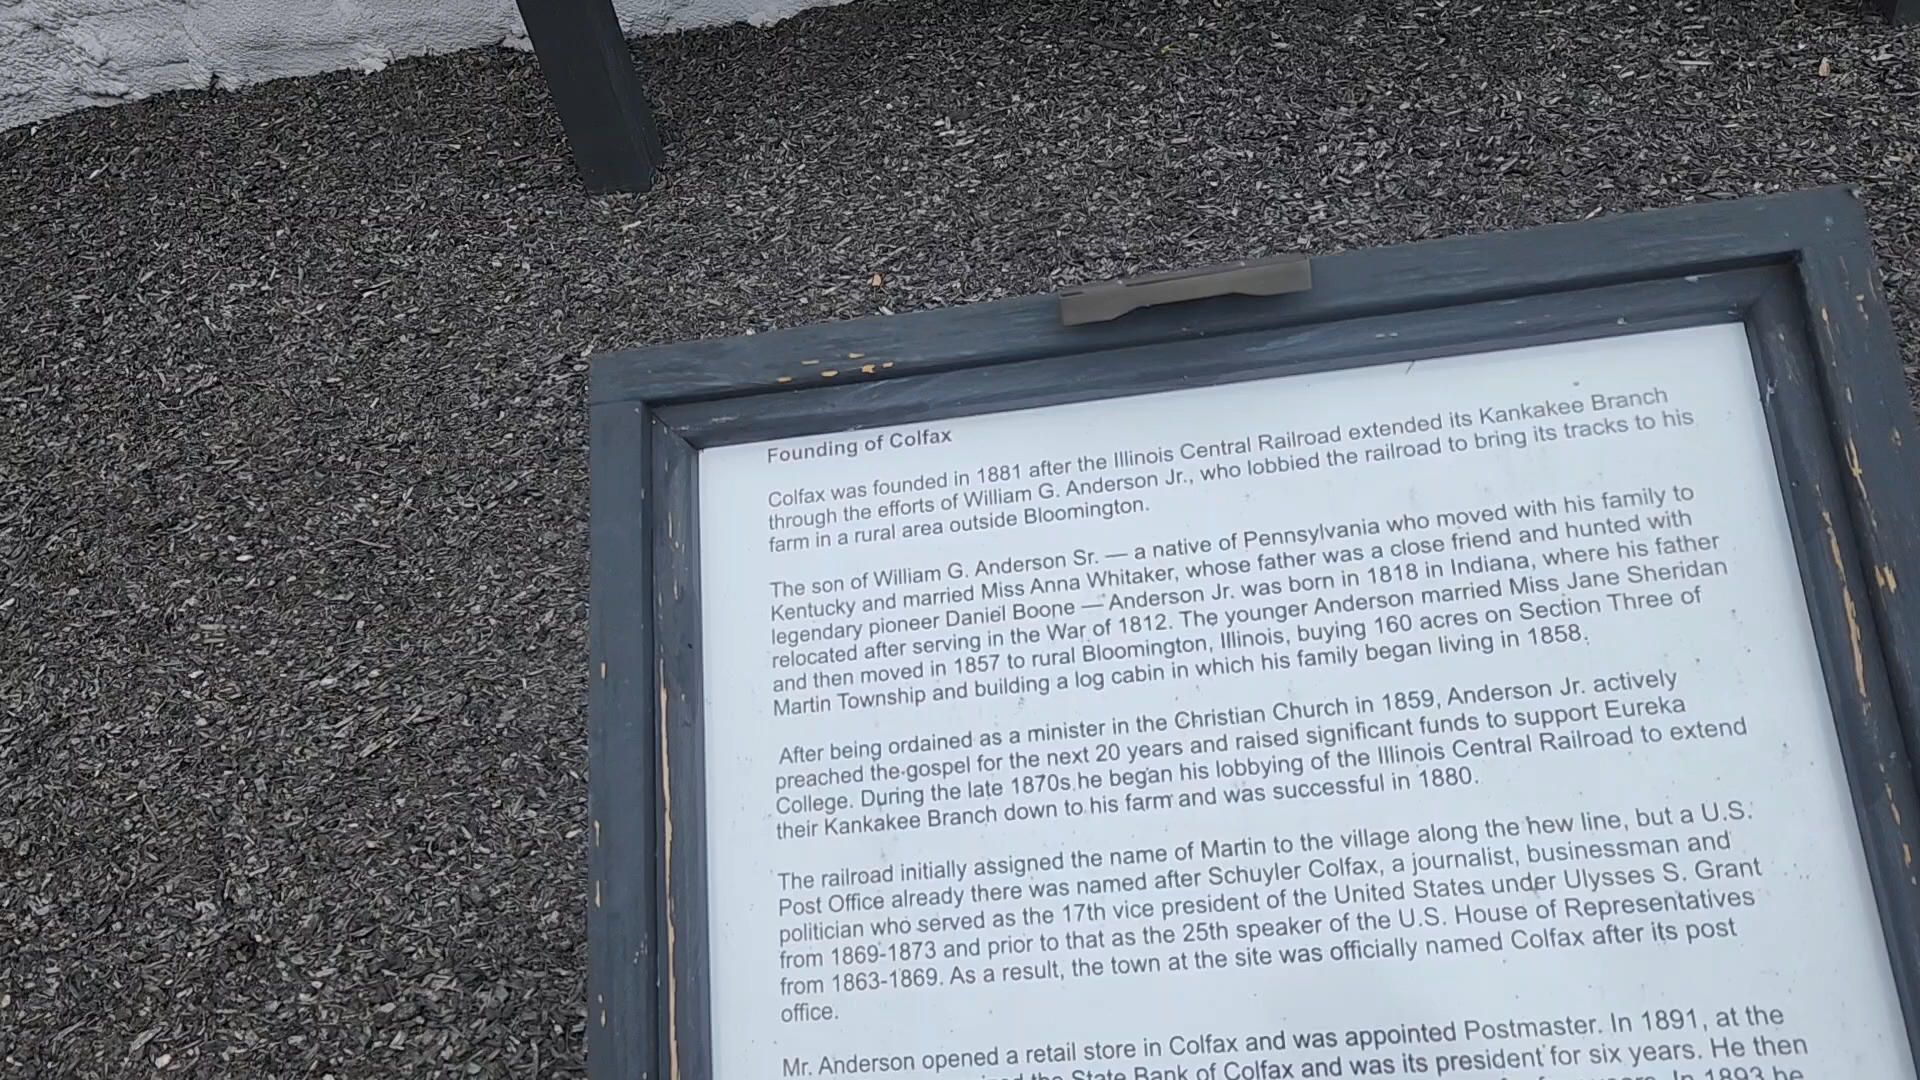 Founding of Colfax
Colfax was founded in 1881 after the Illinois Central Railroad extended its Kankakee Branch
through the efforts of William G. Anderson Jr., who lobbied the railroad to bring its tracks to his
farm in a rural area outside Bloomington.
The son of William G. Anderson Sr. — a native of Pennsylvania who moved with his family to
Kentucky and married Miss Anna Whitaker, whose father was a close friend and hunted with
legendary pioneer Daniel Boone — Anderson Jr. was born in 1818 in Indiana, where his father
relocated after serving in the War of 1812. The younger Anderson married Miss Jane Sheridan
and then moved in 1857 to rural Bloomington, Illinois, buying 160 acres on Section Three of
Martin Township and building a log cabin in which his family began living in 1858.
After being ordained as a minister in the Christian Church in 1859, Anderson Jr. actively
preached the gospel for the next 20 years and raised significant funds to support Eureka
College. During the late 1870s he began his lobbying of the Illinois Central Railroad to extend
their Kankakee Branch down to his farm and was successful in 1880.
The railroad initially assigned the name of Martin to the village along the new line, but a U.S.
Post Office already there was named after Schuyler Colfax, a journalist, businessman and
politician who served as the 17th vice president of the United States under Ulysses S. Grant
from 1869-1873 and prior to that as the 25th speaker of the U.S. House of Representatives
from 1863-1869. As a result, the town at the site was officially named Colfax after its post
office.
Mr. Anderson opened a retail store in Colfax and was appointed Postmaster. In 1891, at the
the State Bank of Colfax and was its president for six years. He then
In 1893 he